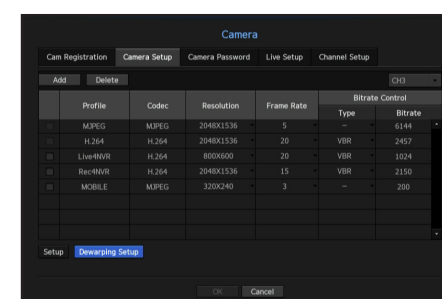 Camera
Cam Registration Camera Setup Camera Password Live Setup Channel Setup
Add Delete CH3
Profile Codec Resolution Frame Rate Bitrate Control
Type Bitrate
MJPEG MJPEG 2048X1536 5 – 6144
H.264 H.264 2048X1536 20 VBR 2457
Live4NVR H.264 800X600 20 VBR 1024
Rec4NVR H.264 2048X1536 15 VBR 2150
MOBILE MJPEG 320X240 3 – 200
Setup Dewarping Setup
OK Cancel